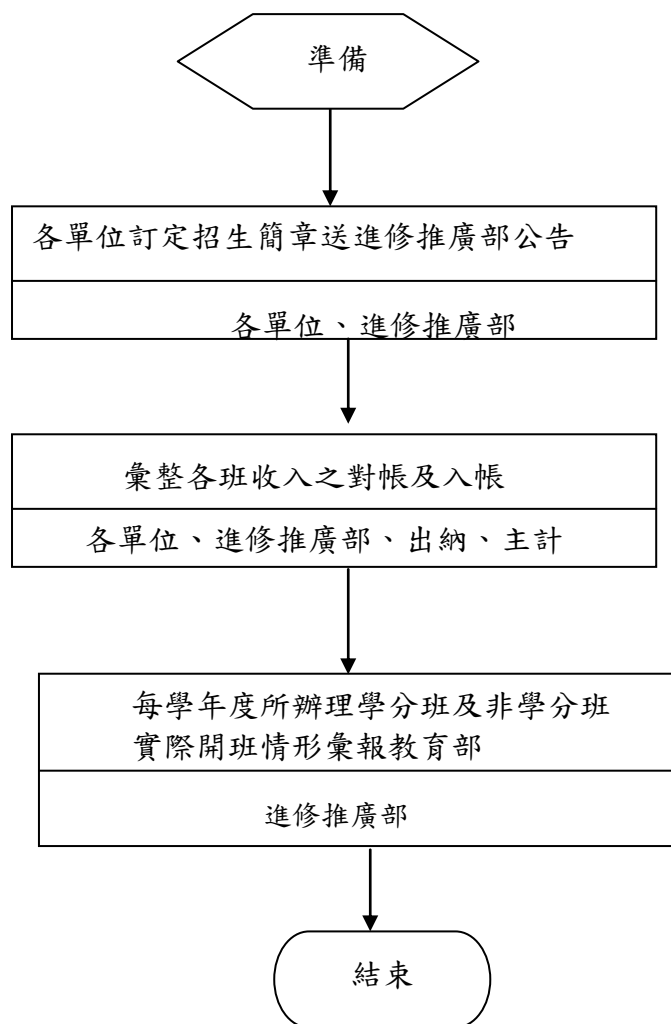 準備
各單位訂定招生簡章送進修推廣部公告
各單位、進修推廣部
彙整各班收入之對帳及入帳
各單位、進修推廣部、出納、主計
每學年度所辦理學分班及非學分班
實際開班情形彙報教育部
進修推廣部
結束